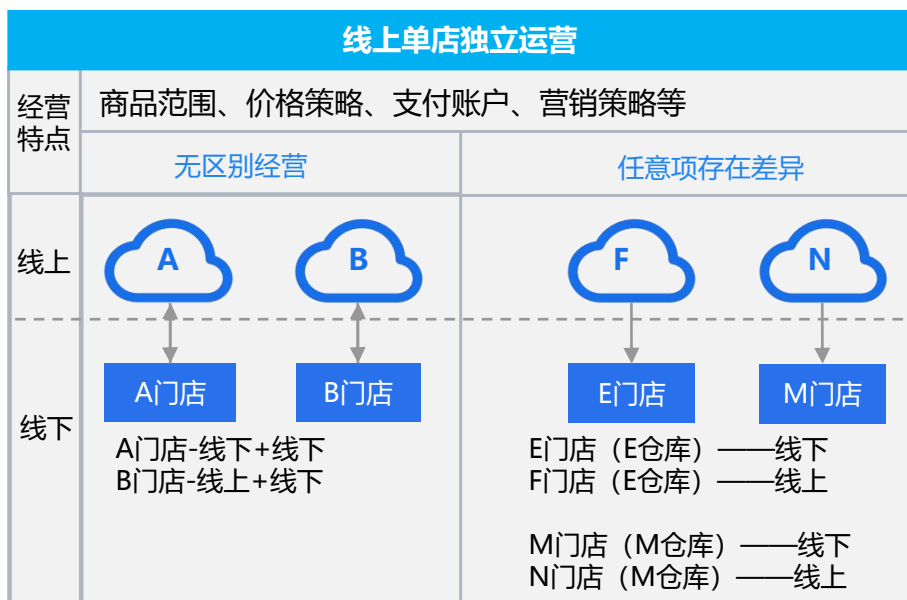 线上单店独立运营
经营
特点
商品范围、价格策略、支付账户、营销策略等
无区别经营
任意项存在差异
线上
A
B
F
N
线下
A门店
B门店
E门店
M门店
A门店-线下+线下
B门店-线上+线下
E门店（E仓库）——线下
F门店（E仓库）——线上
M门店（M仓库）——线下
N门店（M仓库）——线上